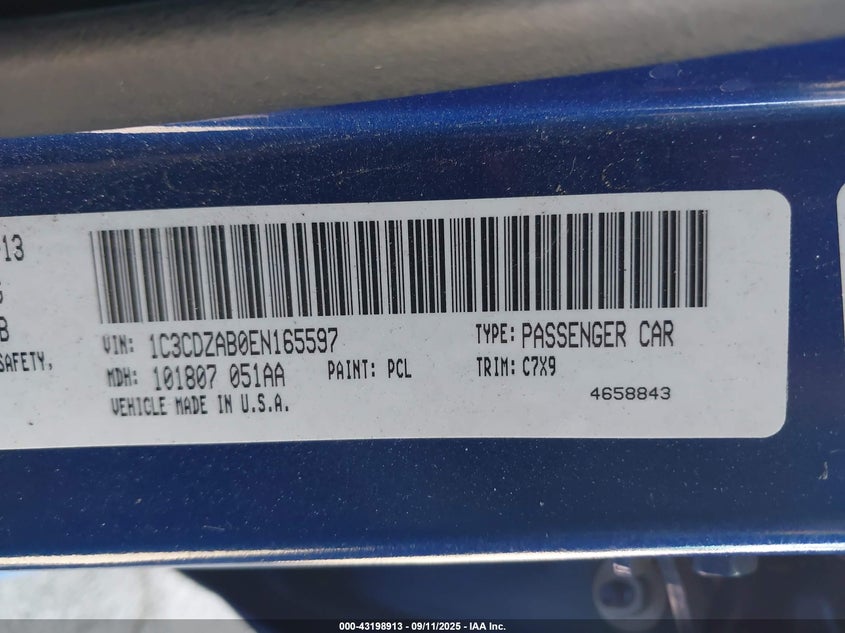 13
B
SAFETY,
VIN: 1C3CDZAB0EN165597
TYPE: PASSENGER CAR
MDH: 101807 051AA
PAINT: PCL
TRIM: C7X9
VEHICLE MADE IN U.S.A.
4658843
000-43198913 - 09/11/2025 - IAA Inc.